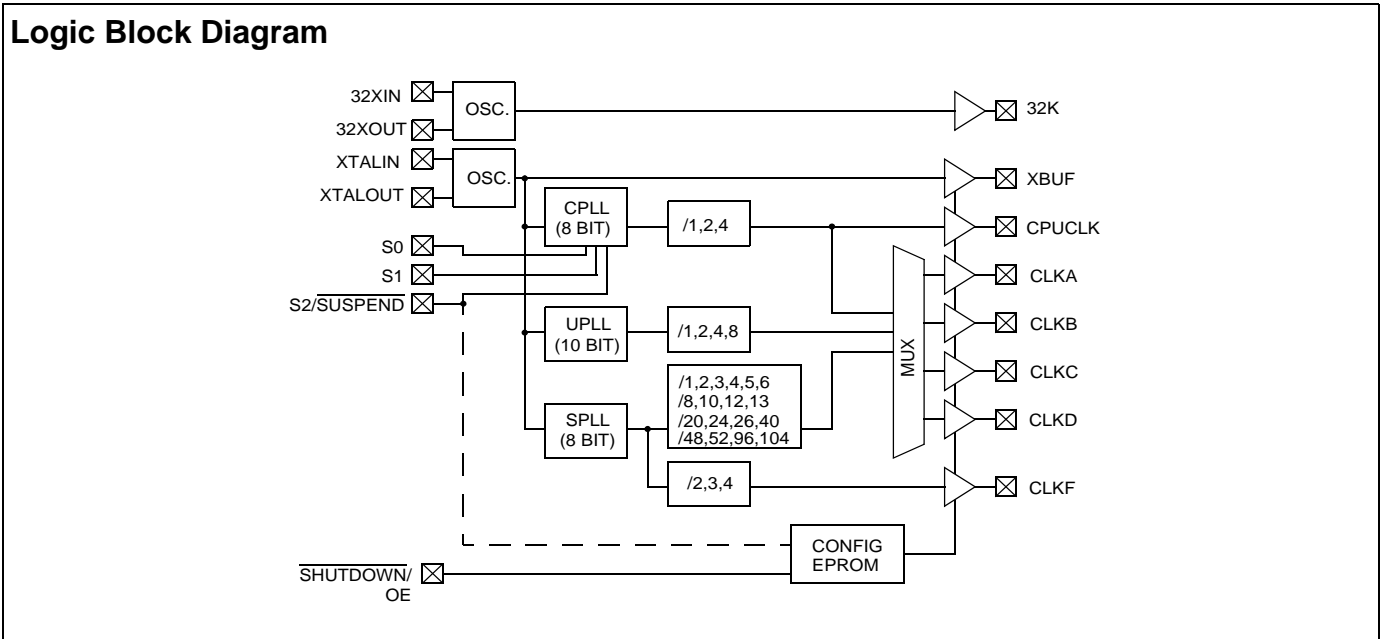 Logic Block Diagram
32XIN
32XOUT
OSC.
32K
XTALIN
XTALOUT
OSC.
XBUF
CPLL
(8 BIT)
/1,2,4
CPUCLK
S0
S1
S2/SUSPEND
CLKA
UPLL
(10 BIT)
/1,2,4,8
MUX
CLKB
CLKC
SPLL
(8 BIT)
/1,2,3,4,5,6
/8,10,12,13
/20,24,26,40
/48,52,96,104
CLKD
/2,3,4
CLKF
CONFIG
EPROM
SHUTDOWN/
OE